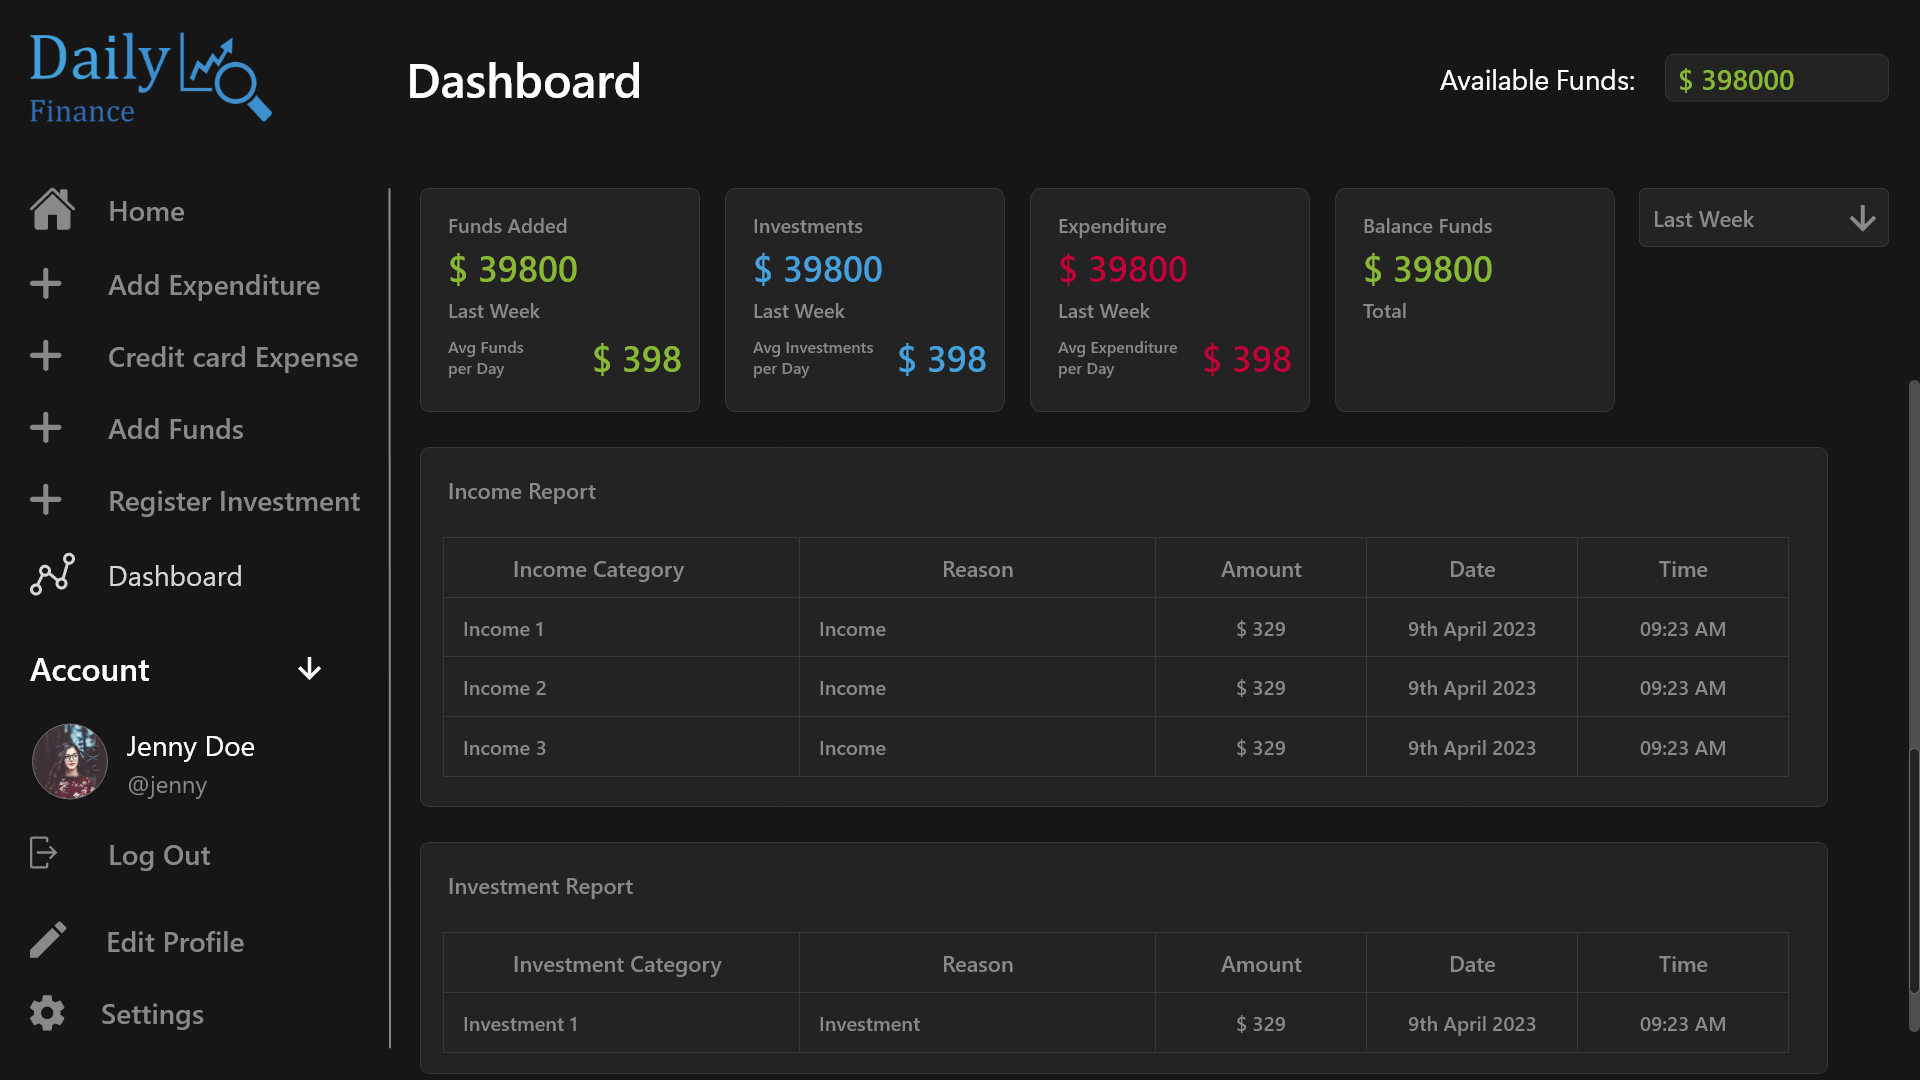 Daily
Finance
Dashboard
Available Funds:
$ 398000
Home
Add Expenditure
Credit card Expense
Add Funds
Register Investment
Dashboard
Account
Jenny Doe
@jenny
Log Out
Edit Profile
Settings
Funds Added
$ 39800
Last Week
Avg Funds
per Day
$ 398
Investments
$ 39800
Last Week
Avg Investments
per Day
$ 398
Expenditure
$ 39800
Last Week
Avg Expenditure
per Day
$ 398
Balance Funds
$ 39800
Total
Last Week
Income Report
Income Category Reason Amount Date Time
Income 1 Income $ 329 9th April 2023 09:23 AM
Income 2 Income $ 329 9th April 2023 09:23 AM
Income 3 Income $ 329 9th April 2023 09:23 AM
Investment Report
Investment Category Reason Amount Date Time
Investment 1 Investment $ 329 9th April 2023 09:23 AM